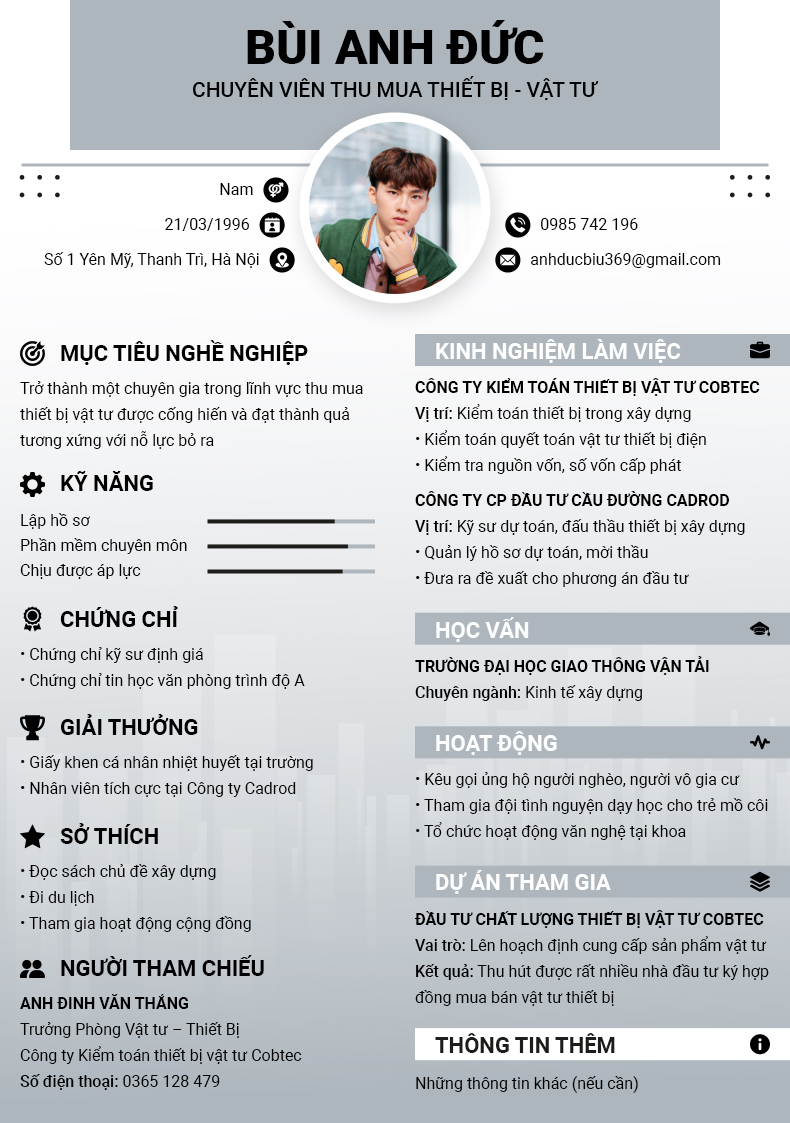 BÙI ANH ĐỨC
CHUYÊN VIÊN THU MUA THIẾT BỊ - VẬT TƯ
Nam
21/03/1996
Số 1 Yên Mỹ, Thanh Trì, Hà Nội
0985 742 196
anhducbiu369@gmail.com
MỤC TIÊU NGHỀ NGHIỆP
Trở thành một chuyên gia trong lĩnh vực thu mua
thiết bị vật tư được cống hiến và đạt thành quả
tương xứng với nỗ lực bỏ ra
KỸ NĂNG
Lập hồ sơ
Phần mềm chuyên môn
Chịu được áp lực
CHỨNG CHỈ
• Chứng chỉ kỹ sư định giá
• Chứng chỉ tin học văn phòng trình độ A
GIẢI THƯỞNG
• Giấy khen cá nhân nhiệt huyết tại trường
• Nhân viên tích cực tại Công ty Cadrod
SỞ THÍCH
• Đọc sách chủ đề xây dựng
• Đi du lịch
• Tham gia hoạt động cộng đồng
NGƯỜI THAM CHIẾU
ANH ĐINH VĂN THẮNG
Trưởng Phòng Vật tư – Thiết Bị
Công ty Kiểm toán thiết bị vật tư Cobtec
Số điện thoại: 0365 128 479
KINH NGHIỆM LÀM VIỆC
CÔNG TY KIỂM TOÁN THIẾT BỊ VẬT TƯ COBTEC
Vị trí: Kiểm toán thiết bị trong xây dựng
• Kiểm toán quyết toán vật tư thiết bị điện
• Kiểm tra nguồn vốn, số vốn cấp phát
CÔNG TY CP ĐẦU TƯ CẦU ĐƯỜNG CADROD
Vị trí: Kỹ sư dự toán, đấu thầu thiết bị xây dựng
• Quản lý hồ sơ dự toán, mời thầu
• Đưa ra đề xuất cho phương án đầu tư
HỌC VẤN
TRƯỜNG ĐẠI HỌC GIAO THÔNG VẬN TẢI
Chuyên ngành: Kinh tế xây dựng
HOẠT ĐỘNG
• Kêu gọi ủng hộ người nghèo, người vô gia cư
• Tham gia đội tình nguyện dạy học cho trẻ mồ côi
• Tổ chức hoạt động văn nghệ tại khoa
DỰ ÁN THAM GIA
ĐẦU TƯ CHẤT LƯỢNG THIẾT BỊ VẬT TƯ COBTEC
Vai trò: Lên hoạch định cung cấp sản phẩm vật tư
Kết quả: Thu hút được rất nhiều nhà đầu tư ký hợp
đồng mua bán vật tư thiết bị
THÔNG TIN THÊM
Những thông tin khác (nếu cần)